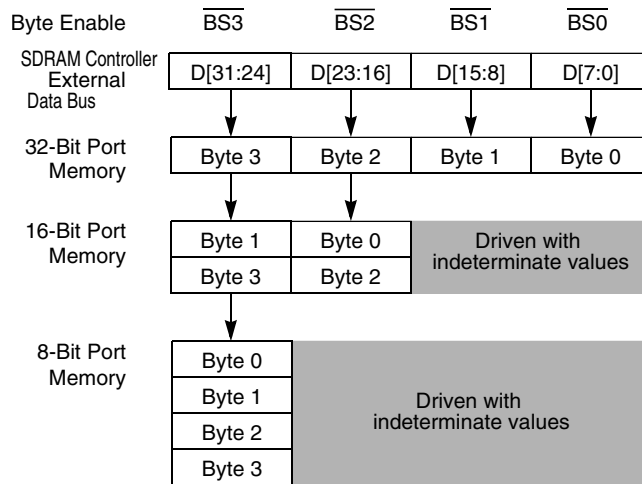 Byte Enable BS3 BS2 BS1 BS0
SDRAM Controller
External
Data Bus
D[31:24] D[23:16] D[15:8] D[7:0]
32-Bit Port
Memory
Byte 3 Byte 2 Byte 1 Byte 0
16-Bit Port
Memory
Byte 1 Byte 0
Byte 3 Byte 2
Driven with
indeterminate values
8-Bit Port
Memory
Byte 0
Byte 1
Byte 2
Byte 3
Driven with
indeterminate values